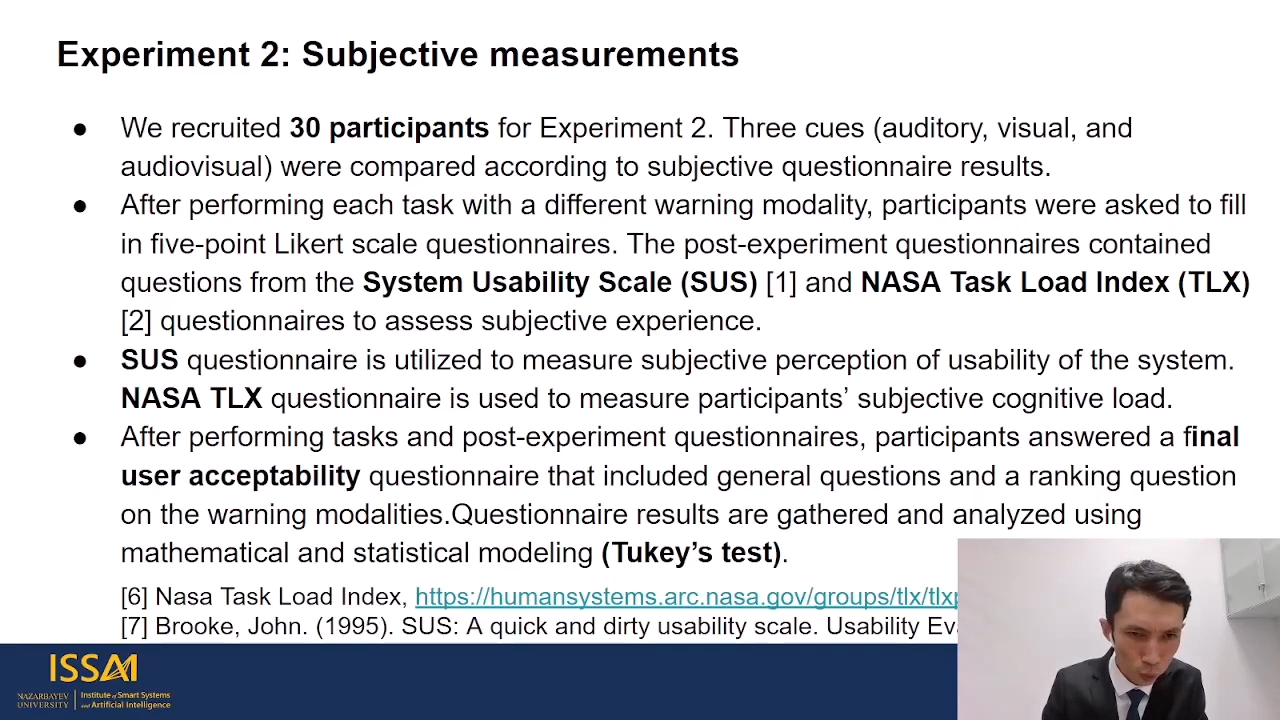 Experiment 2: Subjective measurements
● We recruited 30 participants for Experiment 2. Three cues (auditory, visual, and
audiovisual) were compared according to subjective questionnaire results.
● After performing each task with a different warning modality, participants were asked to fill
in five-point Likert scale questionnaires. The post-experiment questionnaires contained
questions from the System Usability Scale (SUS) [1] and NASA Task Load Index (TLX)
[2] questionnaires to assess subjective experience.
● SUS questionnaire is utilized to measure subjective perception of usability of the system.
NASA TLX questionnaire is used to measure participants’ subjective cognitive load.
● After performing tasks and post-experiment questionnaires, participants answered a final
user acceptability questionnaire that included general questions and a ranking question
on the warning modalities.Questionnaire results are gathered and analyzed using
mathematical and statistical modeling (Tukey’s test).
[6] Nasa Task Load Index, https://humansystems.arc.nasa.gov/groups/tlx/tlxp
[7] Brooke, John. (1995). SUS: A quick and dirty usability scale. Usability Ev
ISSAI
NAZARBAYEV
UNIVERSITY
Institute of Smart Systems
and Artificial Intelligence